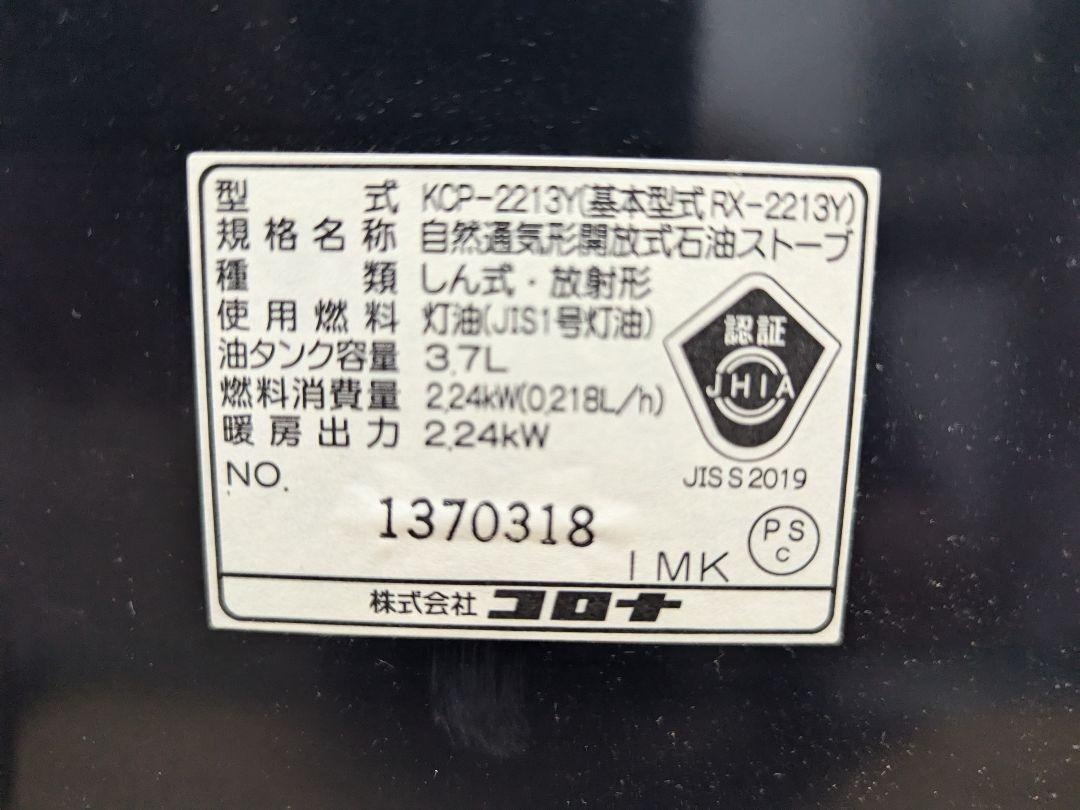 型式 KCP-2213Y(基本型式 RX-2213Y)
規格名称 自然通気形開放式石油ストーブ
種類 しん式・放射形
使用燃料 灯油(JIS1号灯油)
油タンク容量 3.7L
燃料消費量 2.24kW(0.218L/h)
暖房出力 2.24kW
認証
JHIA
JIS S 2019
NO.
1370318
IMK
PS
C
株式会社 コロナ